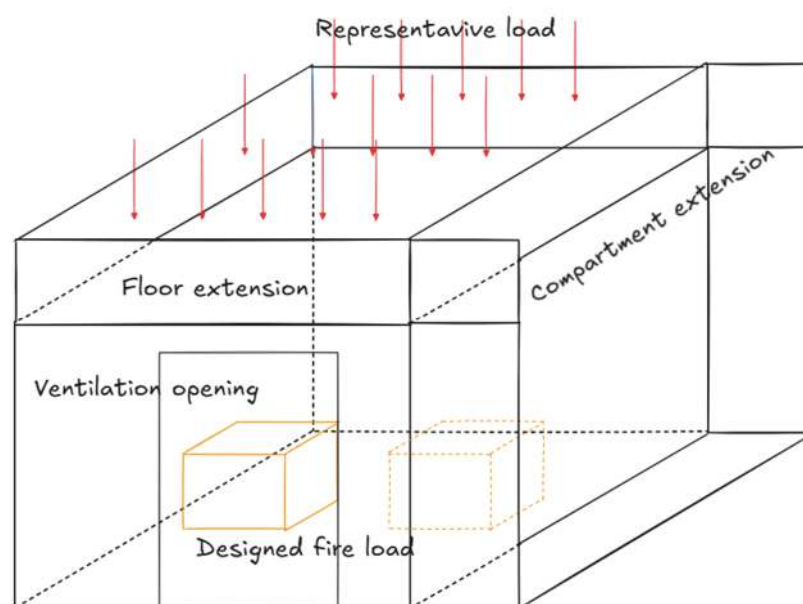 Representavive load
Compartment extension
Floor extension
Ventilation opening
Designed fire load